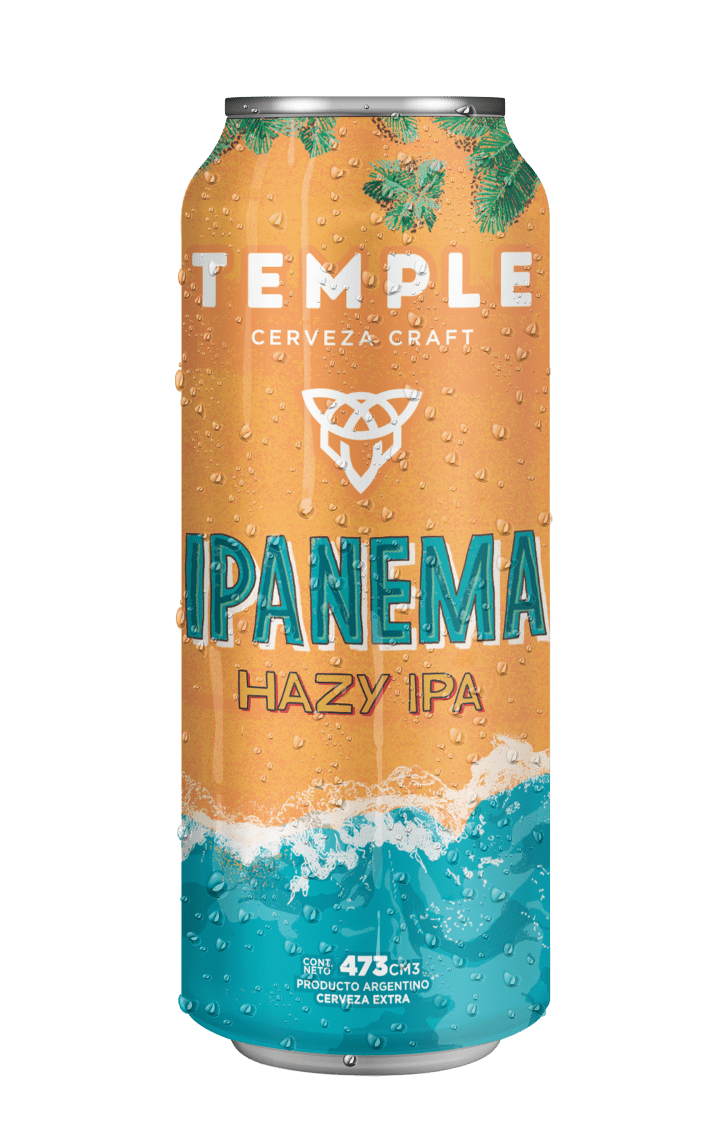 TEMPLE
CERVEZA CRAFT
IPANEMA
HAZY IPA
CONT. NETO 473CM3
PRODUCTO ARGENTINO
CERVEZA EXTRA